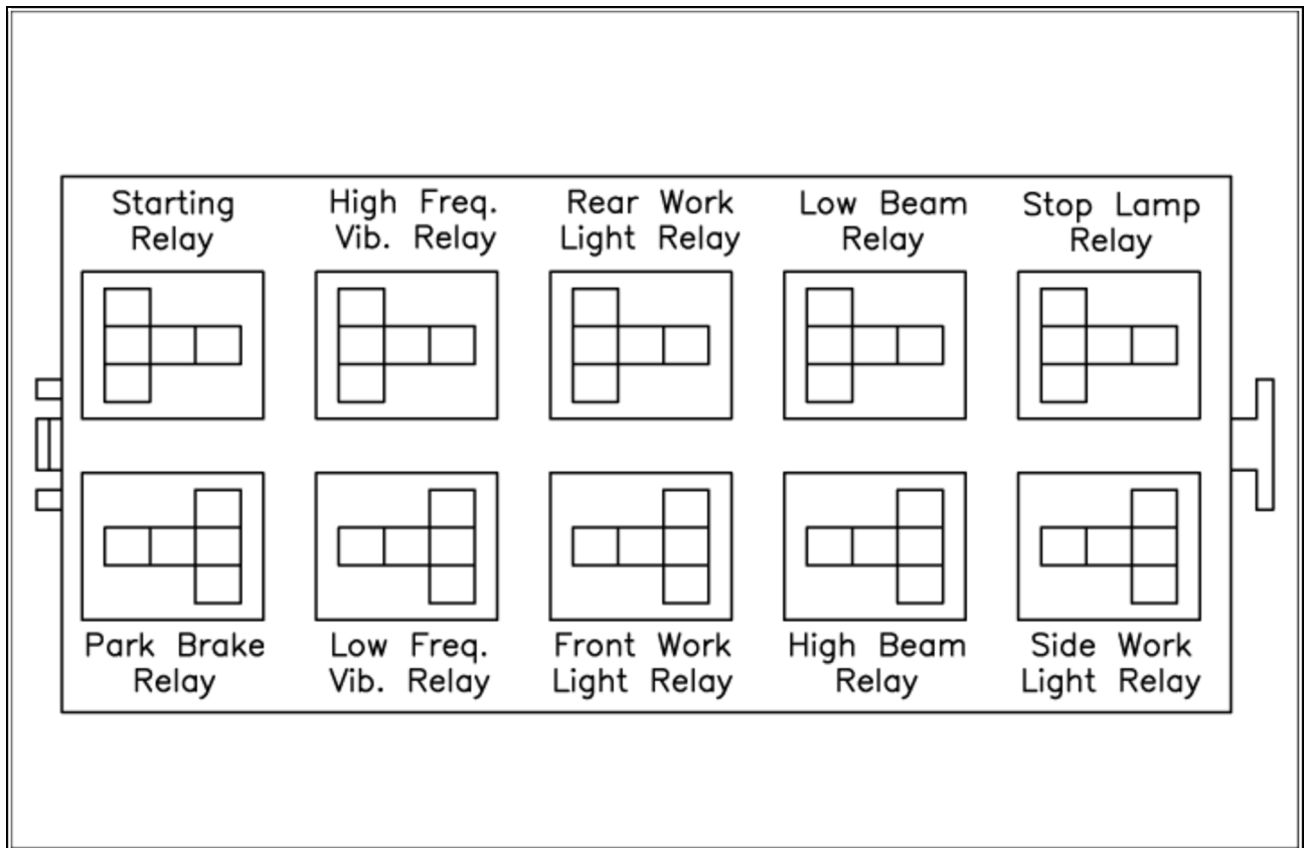 Starting
Relay
High Freq.
Vib. Relay
Rear Work
Light Relay
Low Beam
Relay
Stop Lamp
Relay
Park Brake
Relay
Low Freq.
Vib. Relay
Front Work
Light Relay
High Beam
Relay
Side Work
Light Relay